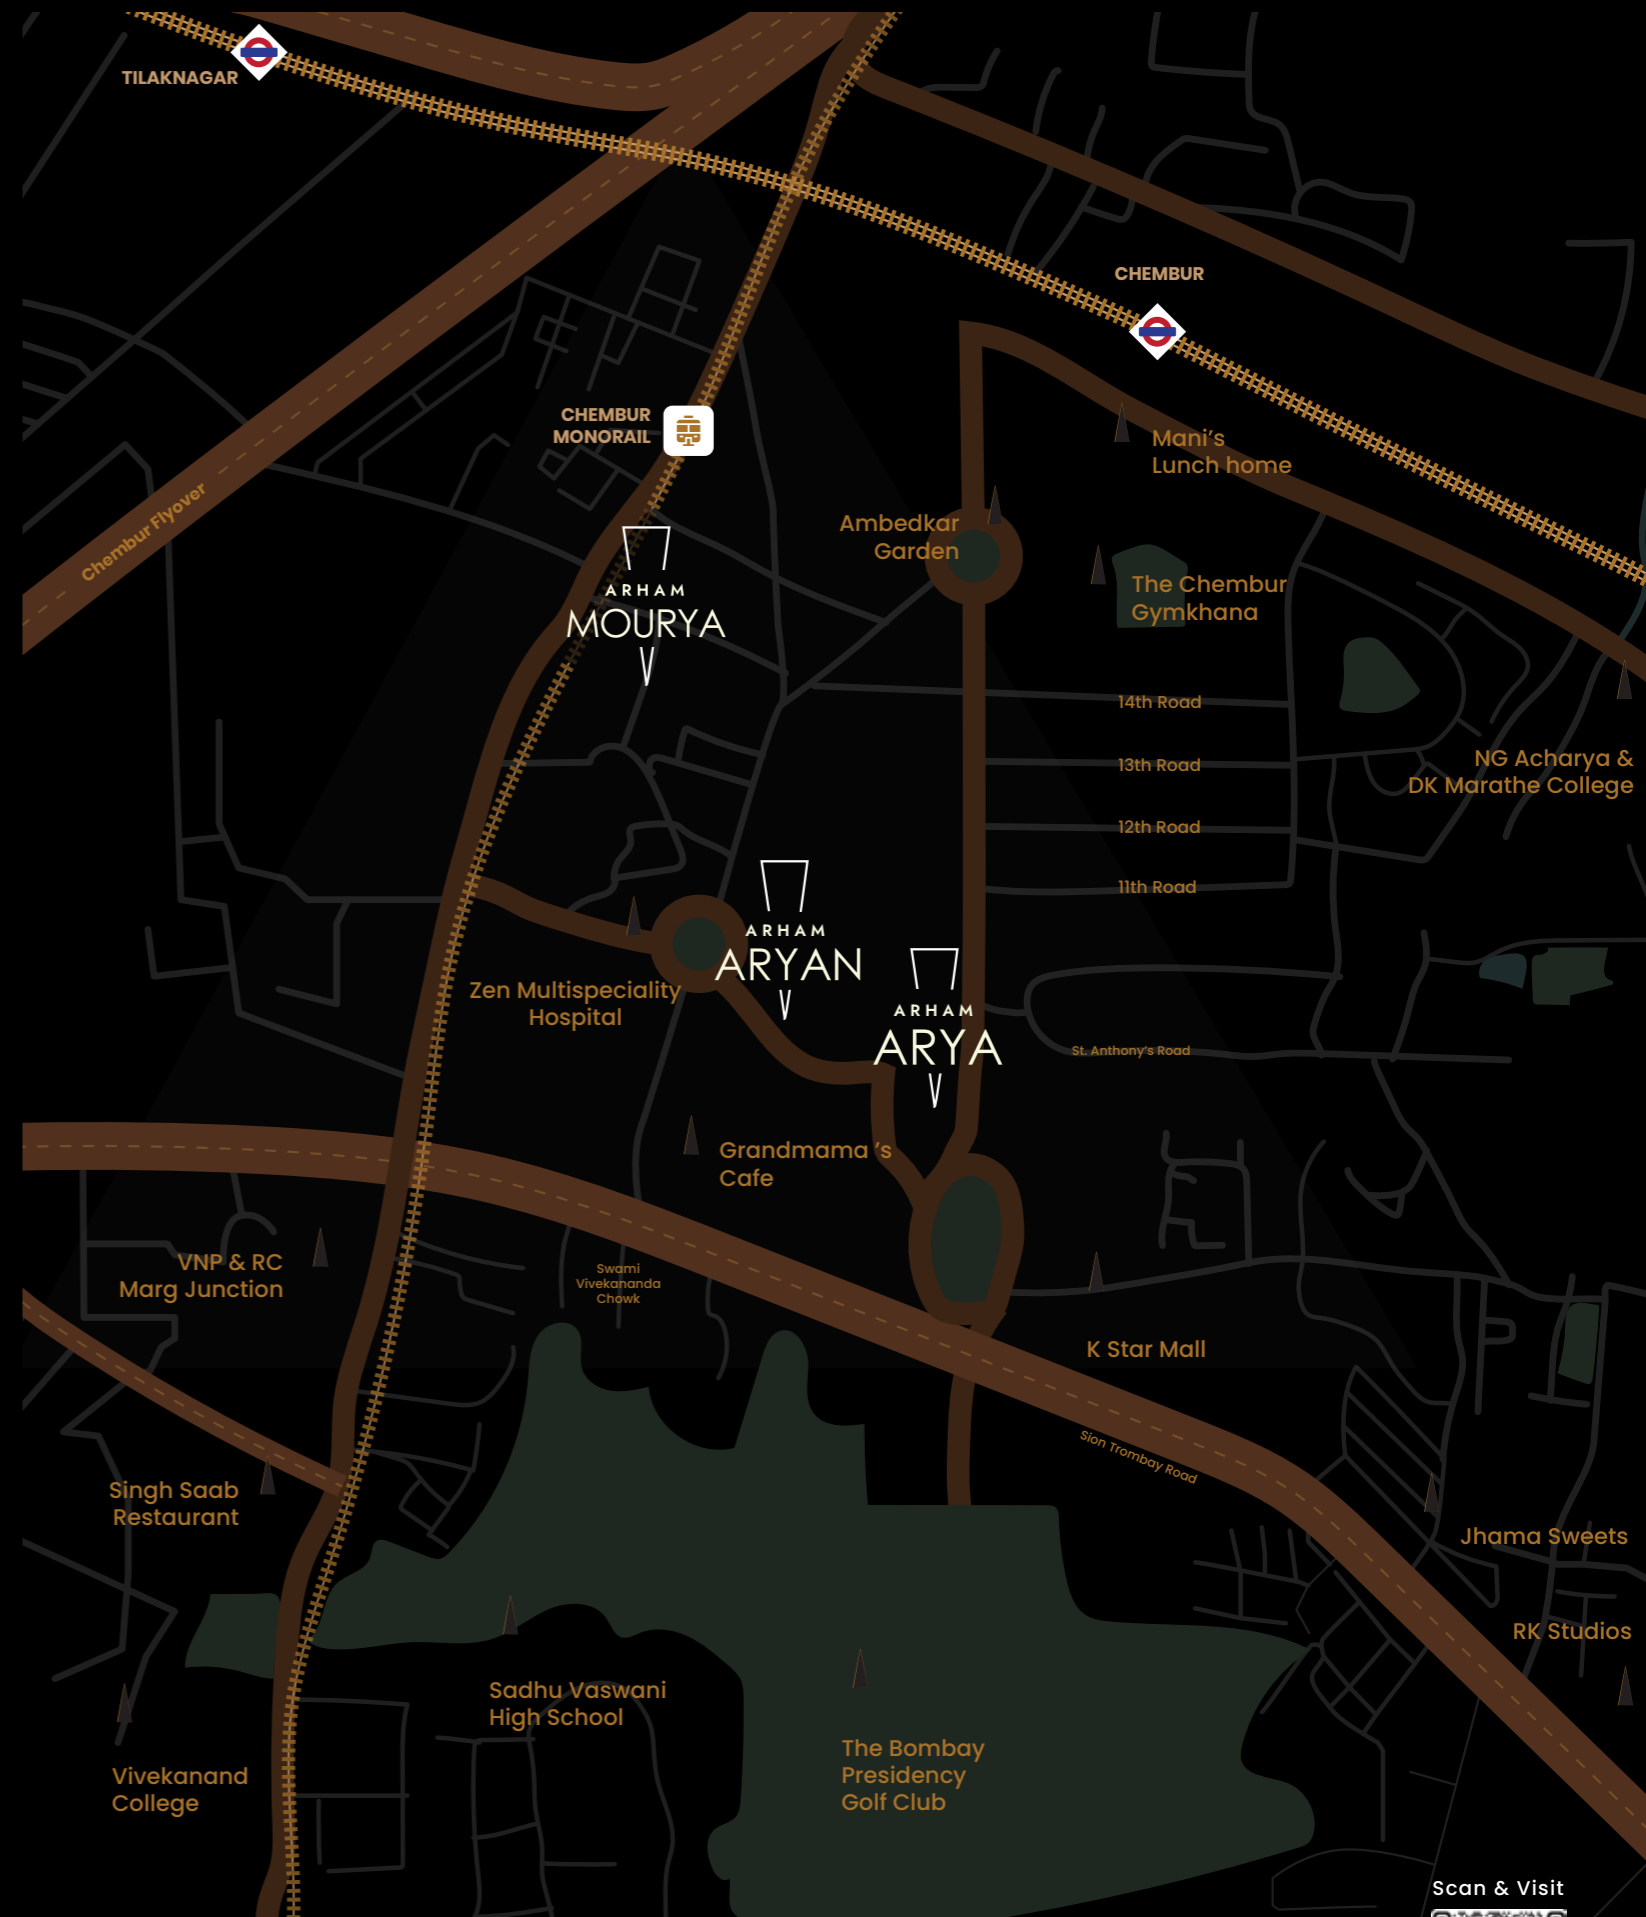 TILAKNAGAR
CHEMBUR
CHEMBUR
MONORAIL
Mani's
Lunch home
Chembur Flyover
Ambedkar
Garden
The Chembur
Gymkhana
ARHAM
MOURYA
14th Road
13th Road
NG Acharya &
DK Marathe College
12th Road
11th Road
ARHAM
ARYAN
Zen Multispeciality
Hospital
ARHAM
ARYA
St. Anthony's Road
Grandmama 's
Cafe
VNP & RC
Marg Junction
Swami
Vivekananda
Chowk
K Star Mall
Sion Trombay Road
Singh Saab
Restaurant
Jhama Sweets
RK Studios
Sadhu Vaswani
High School
The Bombay
Presidency
Golf Club
Vivekanand
College
Scan & Visit